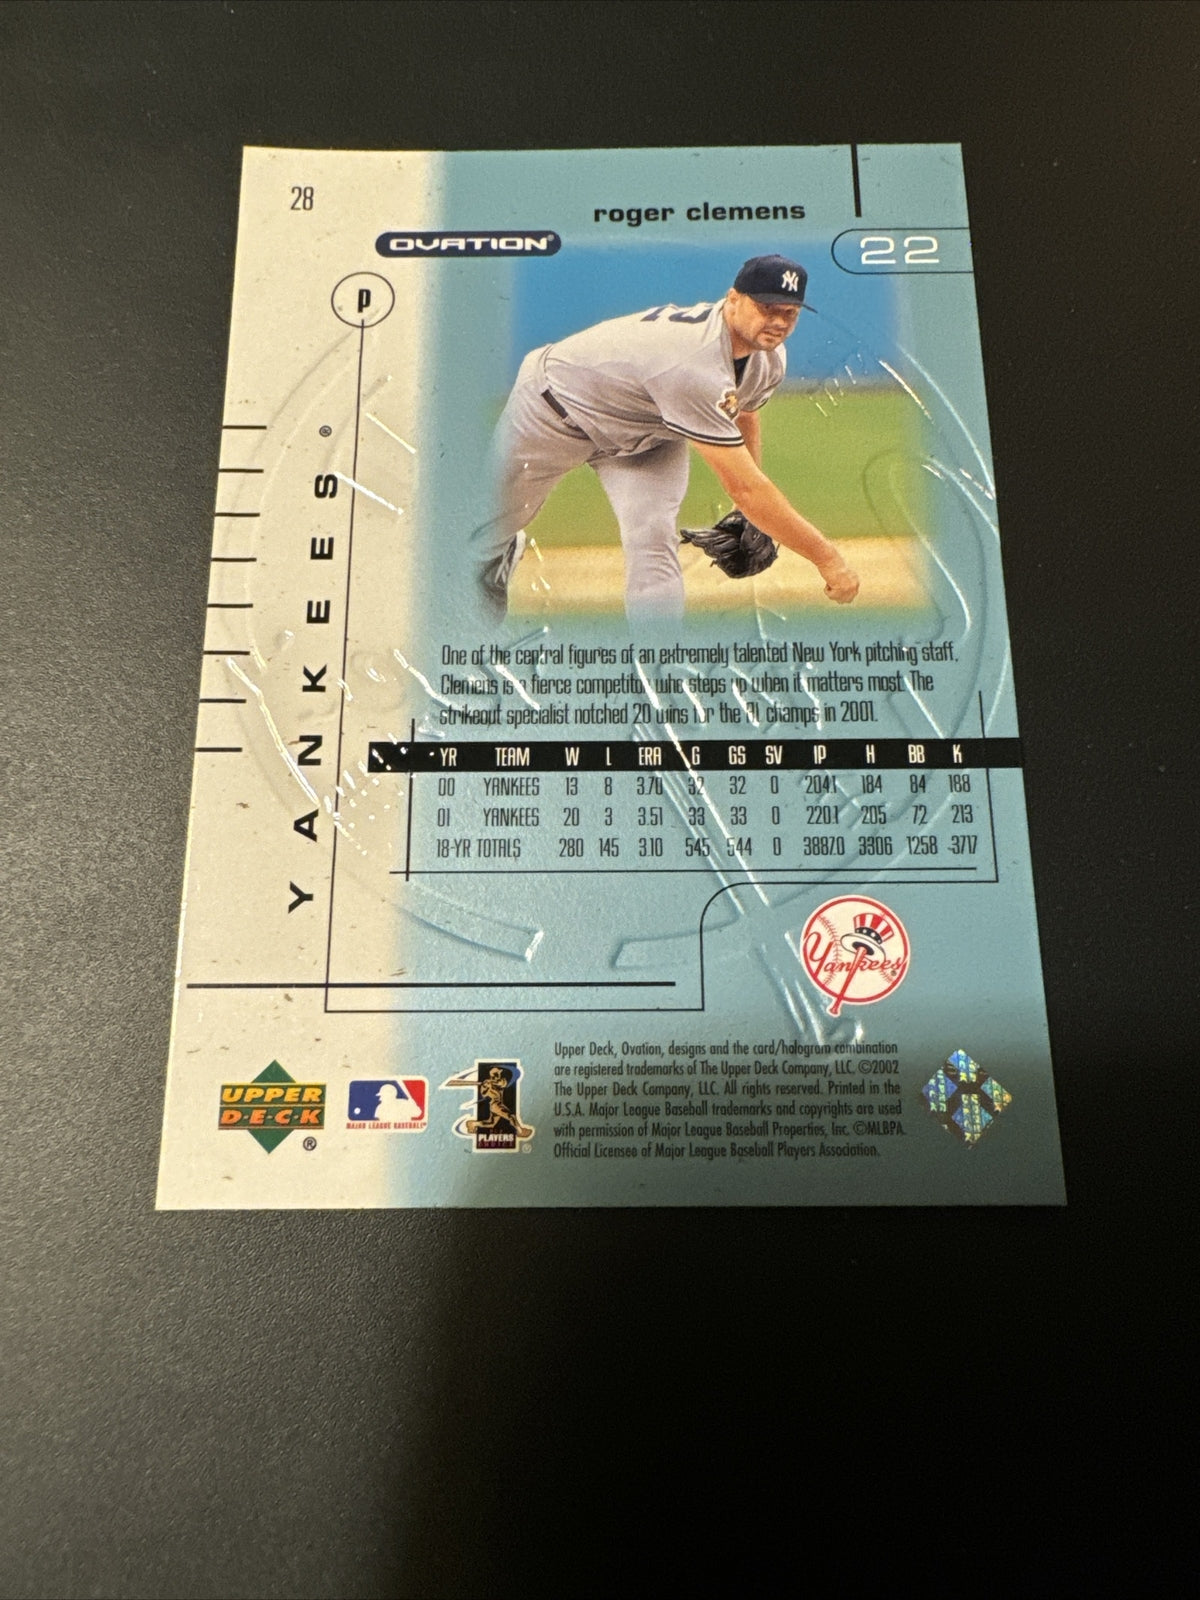 28
roger clemens
OVATION®
22
P
YANKEES®
One of the central figures of an extremely talented New York pitching staff,
Clemens is a fierce competitor who steps up when it matters most. The
strikeout specialist notched 20 wins for the AL champs in 2001.
YR TEAM W L ERA G GS SV IP H BB K
00 YANKEES 13 8 3.70 32 32 0 204.1 184 84 188
01 YANKEES 20 3 3.51 33 33 0 220.1 205 72 213
18-YR TOTALS 280 145 3.10 545 544 0 3887.0 3306 1258 3717
Yankees
UPPER
DECK®
MAJOR LEAGUE BASEBALL
PLAYERS
CHOICE
Upper Deck, Ovation, designs and the card/hologram combination
are registered trademarks of The Upper Deck Company, LLC. ©2002
The Upper Deck Company, LLC. All rights reserved. Printed in the
U.S.A. Major League Baseball trademarks and copyrights are used
with permission of Major League Baseball Properties, Inc. ©MLBPA.
Official Licensee of Major League Baseball Players Association.